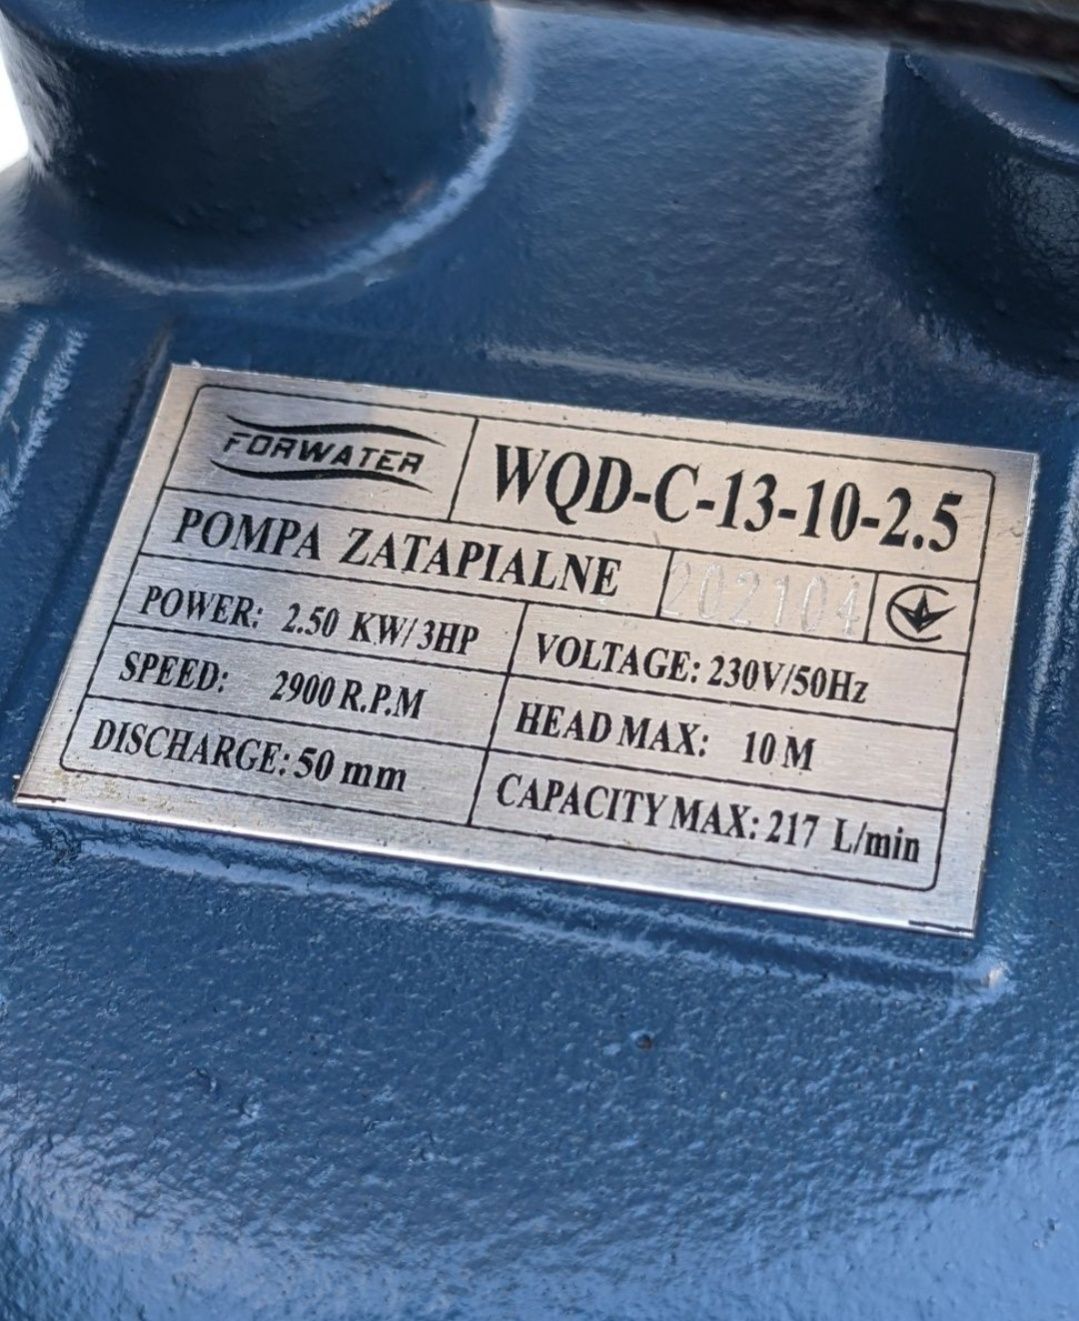 FORWATER
WQD-C-13-10-2.5
POMPA ZATAPIALNE
202104
POWER: 2.50 KW/3HP
VOLTAGE: 230V/50Hz
SPEED: 2900 R.P.M
HEAD MAX: 10 M
DISCHARGE: 50 mm
CAPACITY MAX: 217 L/min